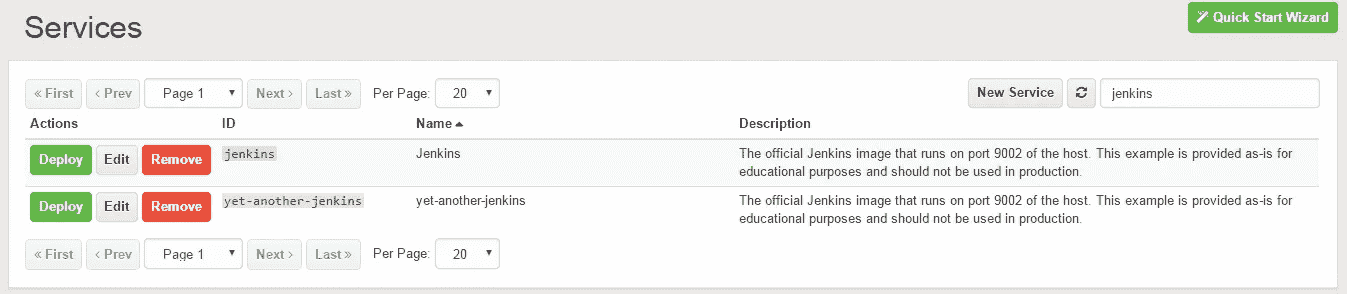 Services
Quick Start Wizard
« First ‹ Prev Page 1 Next › Last » Per Page: 20 New Service jenkins
Actions ID Name Description
Deploy Edit Remove jenkins Jenkins The official Jenkins image that runs on port 9002 of the host. This example is provided as-is for
educational purposes and should not be used in production.
Deploy Edit Remove yet-another-jenkins yet-another-jenkins The official Jenkins image that runs on port 9002 of the host. This example is provided as-is for
educational purposes and should not be used in production.
« First ‹ Prev Page 1 Next › Last » Per Page: 20